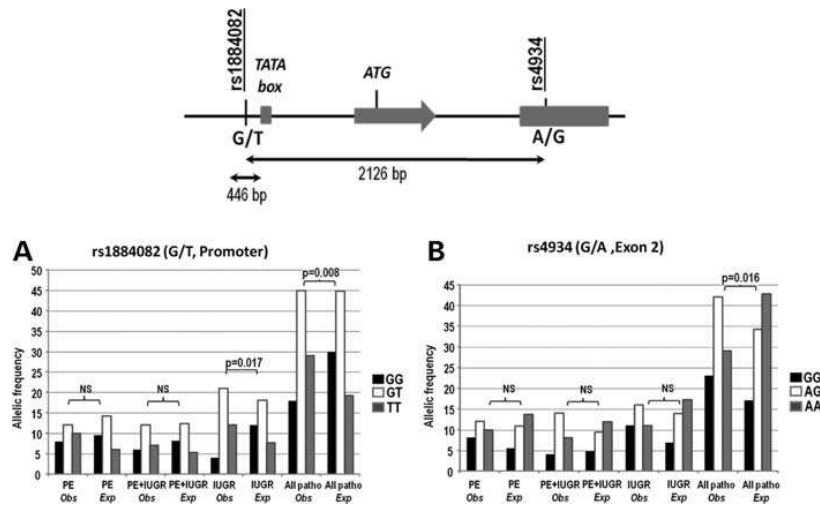 rs1884082
TATA
box
ATG
rs4934
G/T
A/G
2126 bp
446 bp
A
rs1884082 (G/T, Promoter)
Allelic frequency
50
45
40
35
30
25
20
15
10
5
0
NS
NS
p=0.017
p=0.008
GG
GT
TT
PE
Obs
PE
Exp
PE+IUGR
Obs
PE+IUGR
Exp
IUGR
Obs
IUGR
Exp
All patho
Obs
All patho
Exp
B
rs4934 (G/A ,Exon 2)
Allelic frequency
45
40
35
30
25
20
15
10
5
0
NS
NS
NS
p=0.016
GG
AG
AA
PE
Obs
PE
Exp
PE+IUGR
Obs
PE+IUGR
Exp
IUGR
Obs
IUGR
Exp
All patho
Obs
All patho
Exp